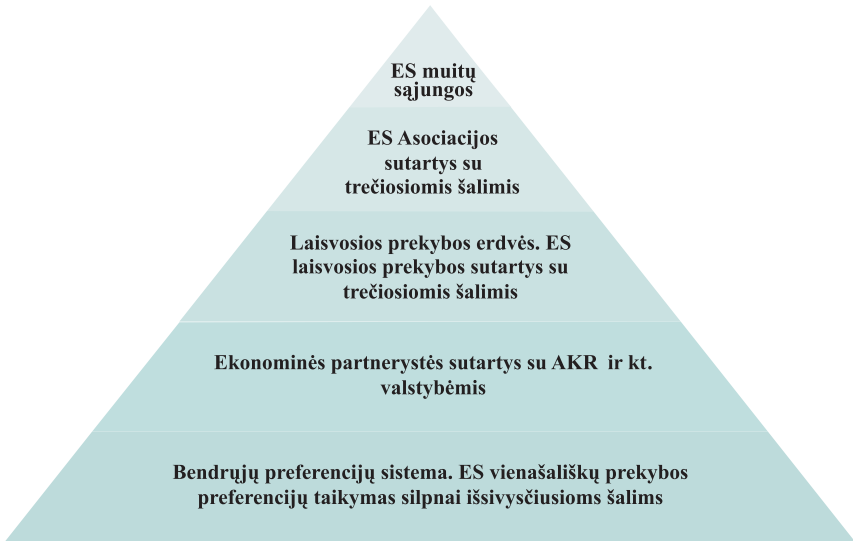 ES muitų
sąjungos
ES Asociacijos
sutartys su
trečiosiomis šalimis
Laisvosios prekybos erdvės. ES
laisvosios prekybos sutartys su
trečiosiomis šalimis
Ekonominės partnerystės sutartys su AKR ir kt.
valstybėmis
Bendrųjų preferencijų sistema. ES vienašališkų prekybos
preferencijų taikymas silpnai išsivysčiusioms šalims